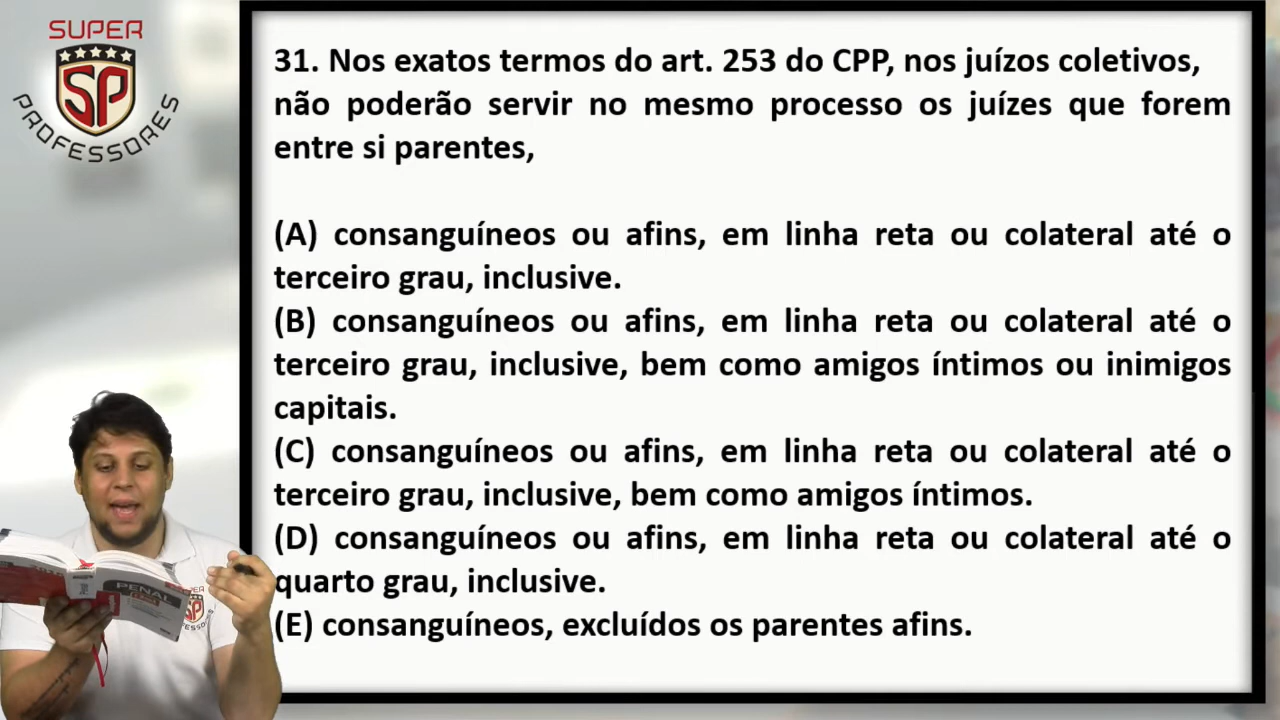 SUPER
SP
PROFESSORES
31. Nos exatos termos do art. 253 do CPP, nos juízos coletivos,
não poderão servir no mesmo processo os juízes que forem
entre si parentes,
(A) consanguíneos ou afins, em linha reta ou colateral até o
terceiro grau, inclusive.
(B) consanguíneos ou afins, em linha reta ou colateral até o
terceiro grau, inclusive, bem como amigos íntimos ou inimigos
capitais.
(C) consanguíneos ou afins, em linha reta ou colateral até o
terceiro grau, inclusive, bem como amigos íntimos.
(D) consanguíneos ou afins, em linha reta ou colateral até o
quarto grau, inclusive.
(E) consanguíneos, excluídos os parentes afins.
PENAL
SP